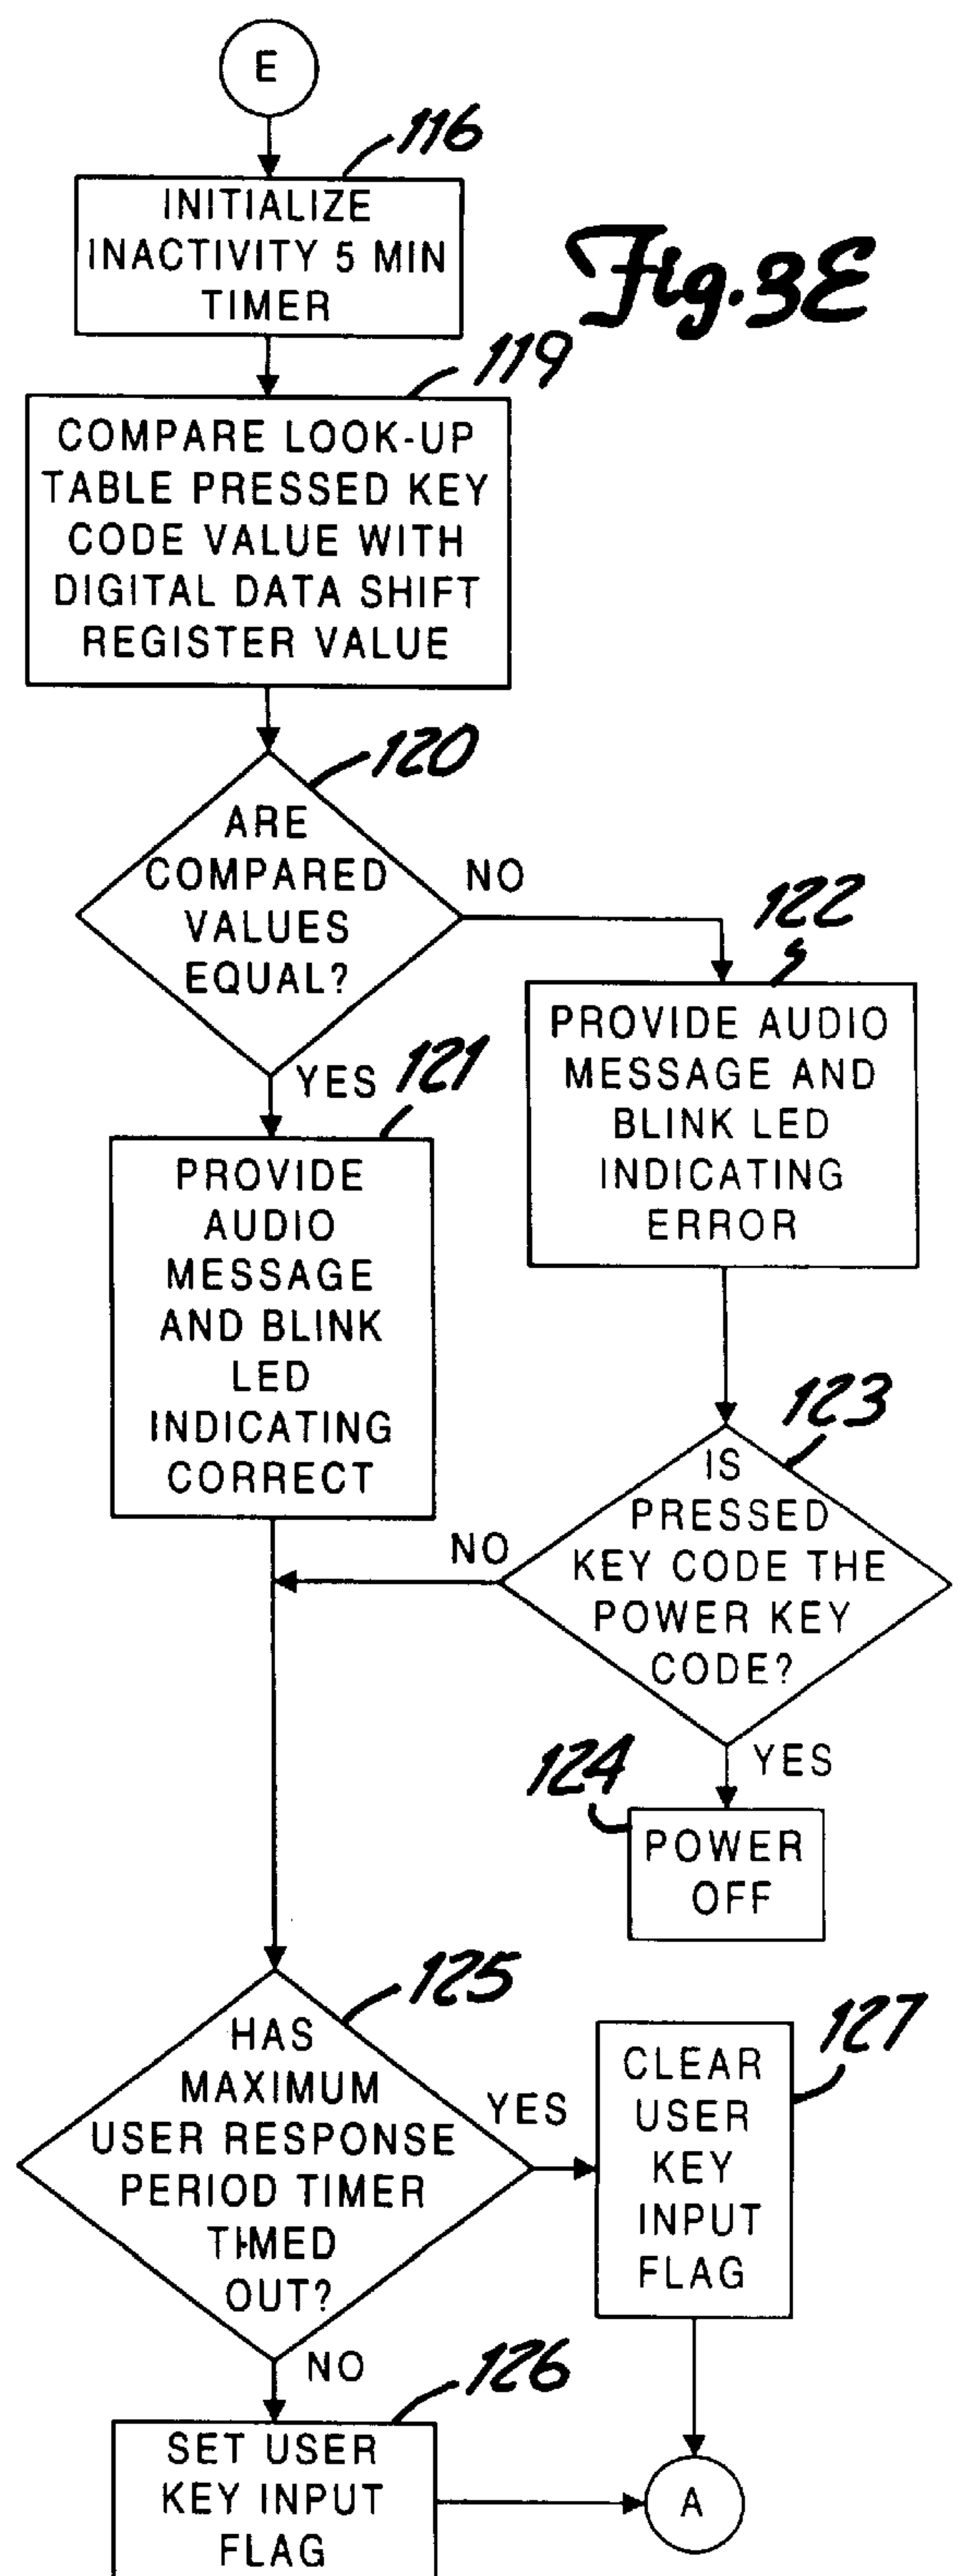 E
116
INITIALIZE
INACTIVITY 5 MIN
TIMER
Fig. 3E
119
COMPARE LOOK-UP
TABLE PRESSED KEY
CODE VALUE WITH
DIGITAL DATA SHIFT
REGISTER VALUE
120
ARE
COMPARED
VALUES
EQUAL?
NO
122
PROVIDE AUDIO
MESSAGE AND
BLINK LED
INDICATING
ERROR
YES
121
PROVIDE
AUDIO
MESSAGE
AND BLINK
LED
INDICATING
CORRECT
123
IS
PRESSED
KEY CODE THE
POWER KEY
CODE?
NO
YES
124
POWER
OFF
125
HAS
MAXIMUM
USER RESPONSE
PERIOD TIMER
TIMED
OUT?
YES
127
CLEAR
USER
KEY
INPUT
FLAG
NO
126
SET USER
KEY INPUT
FLAG
A